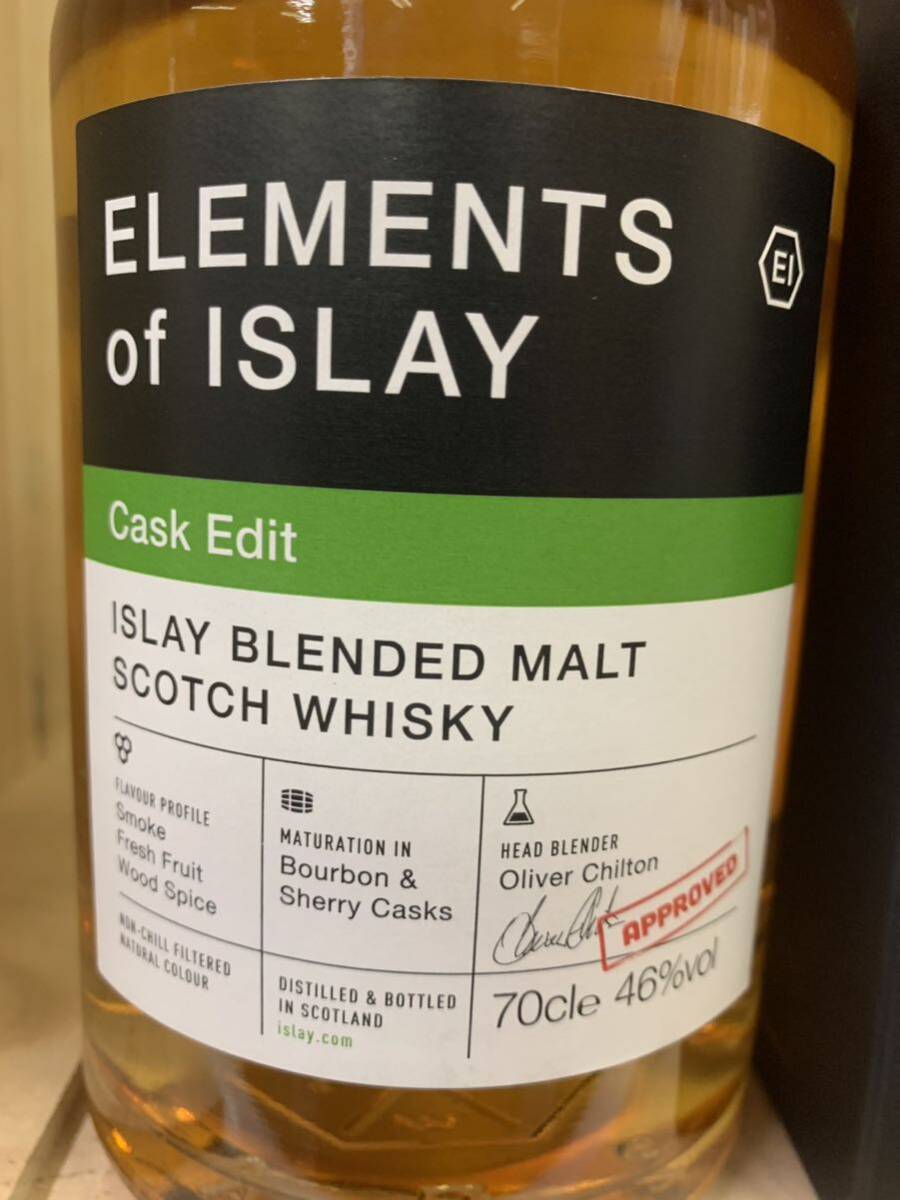 ELEMENTS
of ISLAY
EI
Cask Edit
ISLAY BLENDED MALT
SCOTCH WHISKY
FLAVOUR PROFILE
Smoke
Fresh Fruit
Wood Spice
NON-CHILL FILTERED
NATURAL COLOUR
MATURATION IN
Bourbon &
Sherry Casks
DISTILLED & BOTTLED
IN SCOTLAND
islay.com
HEAD BLENDER
Oliver Chilton
APPROVED
70cle 46%vol